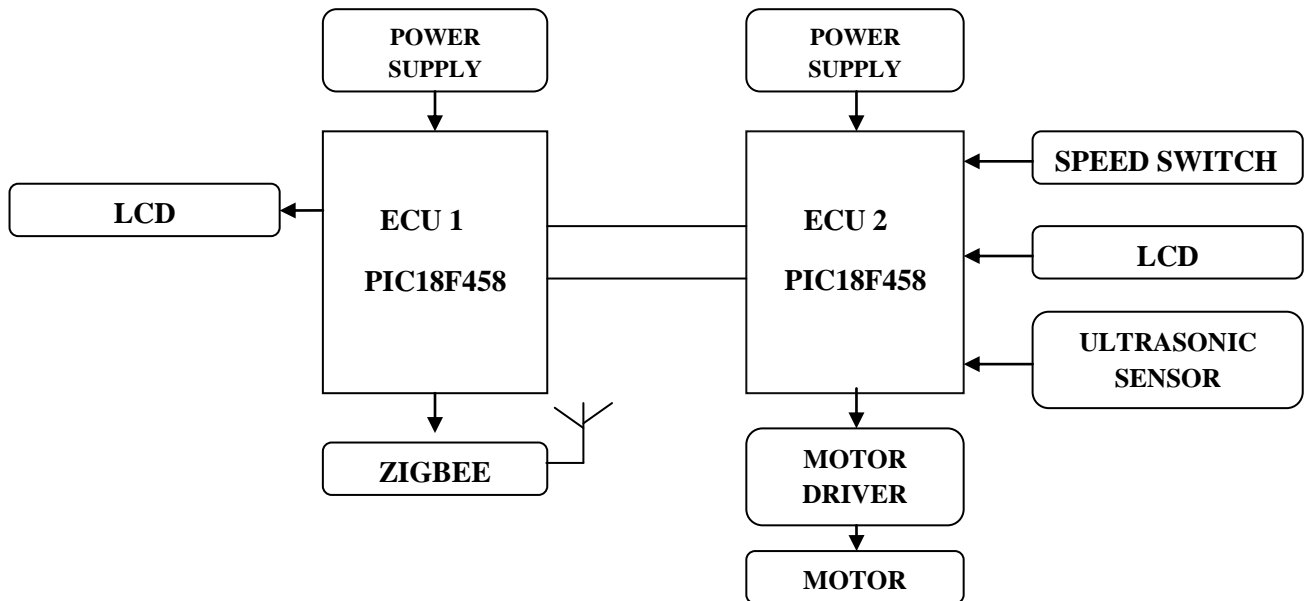 POWER
SUPPLY
POWER
SUPPLY
SPEED SWITCH
LCD
ECU 1
PIC18F458
ECU 2
PIC18F458
LCD
ULTRASONIC
SENSOR
ZIGBEE
MOTOR
DRIVER
MOTOR